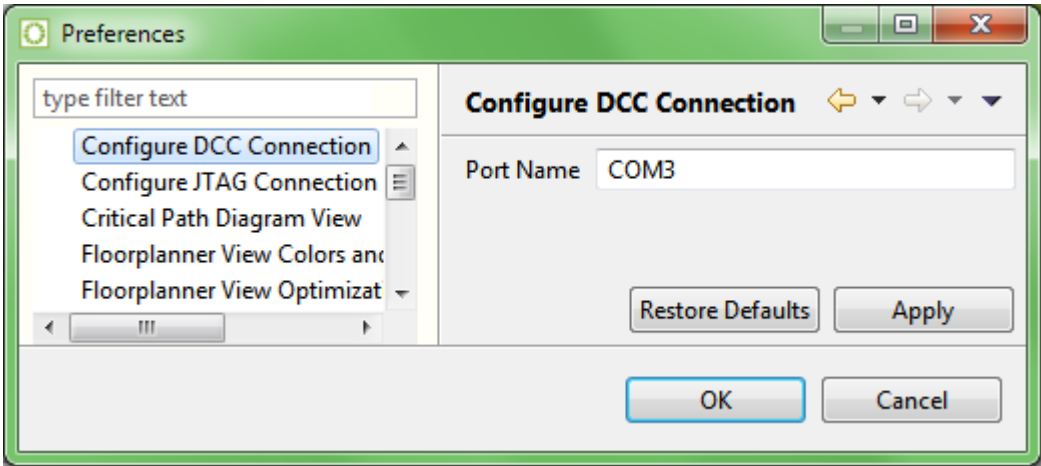 Preferences
type filter text
Configure DCC Connection
Configure JTAG Connection
Critical Path Diagram View
Floorplanner View Colors and
Floorplanner View Optimizati
Configure DCC Connection
Port Name COM3
Restore Defaults Apply
OK Cancel